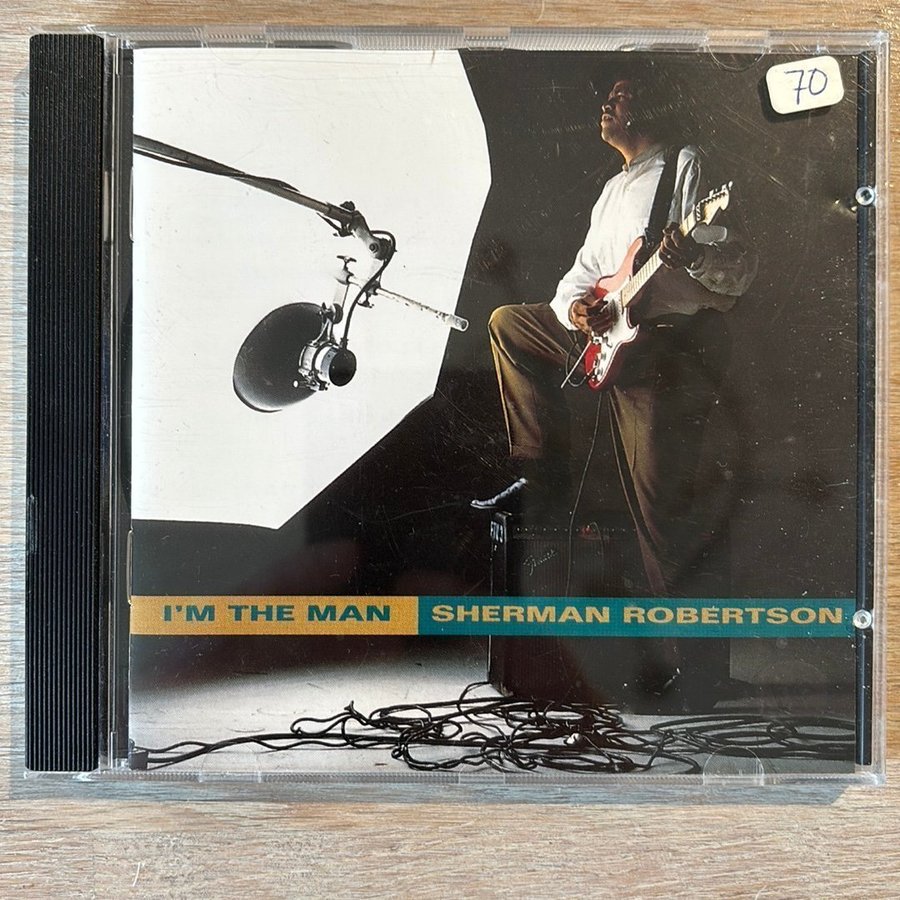 70
I'M THE MAN SHERMAN ROBERTSON